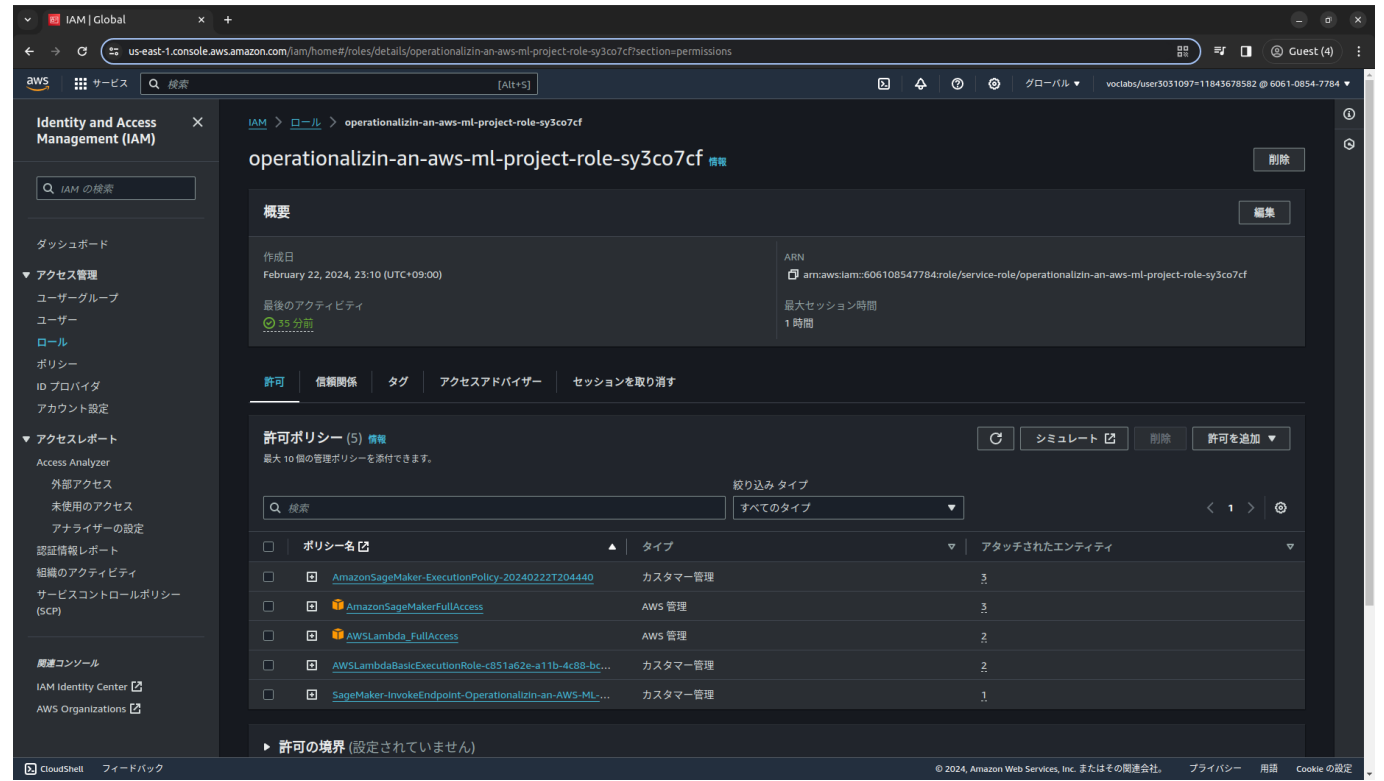 IAM | Global
us-east-1.console.aws.amazon.com/iam/home#/roles/details/operationalizin-an-aws-ml-project-role-sy3co7cf?section=permissions
Guest (4)
aws
サービス
検索
[Alt+S]
グローバル
voclabs/user3031097=11843678582 @ 6061-0854-7784
Identity and Access Management (IAM)
IAM の検索
ダッシュボード
アクセス管理
ユーザーグループ
ユーザー
ロール
ポリシー
ID プロバイダ
アカウント設定
アクセスレポート
Access Analyzer
外部アクセス
未使用のアクセス
アナライザーの設定
認証情報レポート
組織のアクティビティ
サービスコントロールポリシー
(SCP)
関連コンソール
IAM Identity Center
AWS Organizations
IAM > ロール > operationalizin-an-aws-ml-project-role-sy3co7cf
operationalizin-an-aws-ml-project-role-sy3co7cf 情報
削除
概要
編集
作成日
February 22, 2024, 23:10 (UTC+09:00)
ARN
arn:aws:iam::606108547784:role/service-role/operationalizin-an-aws-ml-project-role-sy3co7cf
最後のアクティビティ
35 分前
最大セッション時間
1 時間
許可
信頼関係
タグ
アクセスアドバイザー
セッションを取り消す
許可ポリシー (5) 情報
最大 10 個の管理ポリシーを添付できます。
シミュレート
削除
許可を追加
絞り込み タイプ
検索
すべてのタイプ
1
ポリシー名
タイプ
アタッチされたエンティティ
AmazonSageMaker-ExecutionPolicy-20240222T204440 カスタマー管理 3
AmazonSageMakerFullAccess AWS 管理 3
AWSLambda_FullAccess AWS 管理 2
AWSLambdaBasicExecutionRole-c851a62e-a11b-4c88-bc... カスタマー管理 2
SageMaker-InvokeEndpoint-Operationalizin-an-AWS-ML-... カスタマー管理 1
許可の境界 (設定されていません)
CloudShell
フィードバック
© 2024, Amazon Web Services, Inc. またはその関連会社。
プライバシー
用語
Cookie の設定